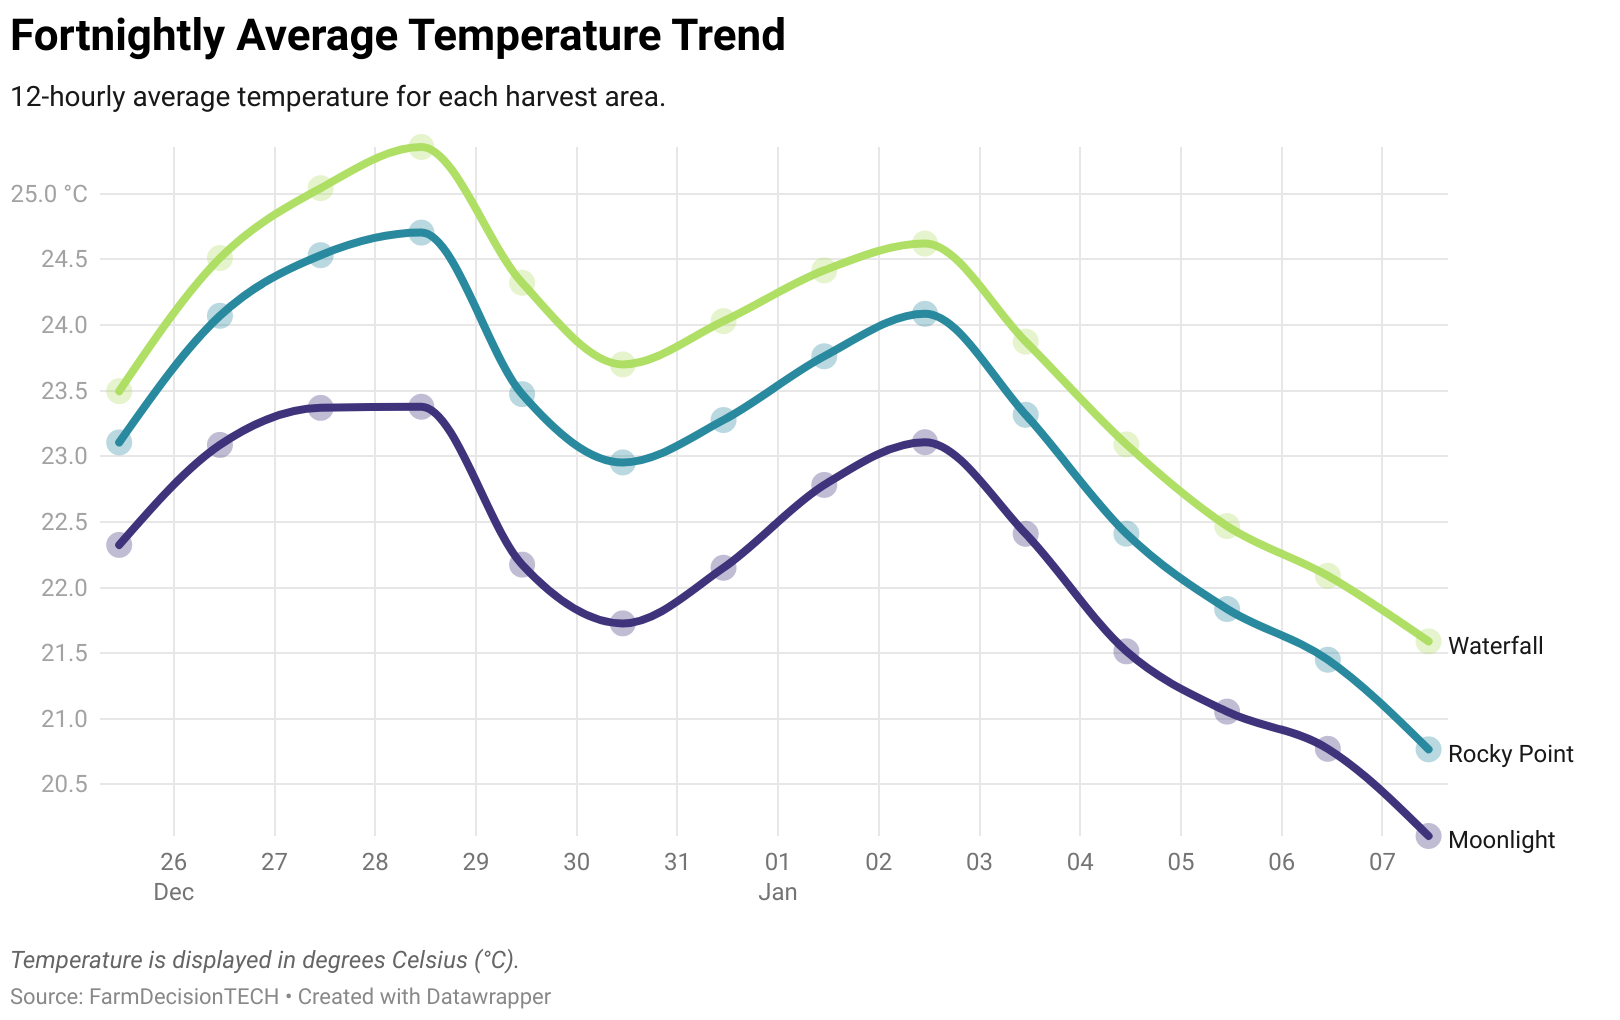 Fortnightly Average Temperature Trend
12-hourly average temperature for each harvest area.
25.0 °C
24.5
24.0
23.5
23.0
22.5
22.0
21.5
21.0
20.5
Waterfall
Rocky Point
Moonlight
26 27 28 29 30 31 01 02 03 04 05 06 07
Dec Jan
Temperature is displayed in degrees Celsius (°C).
Source: FarmDecisionTECH • Created with Datawrapper